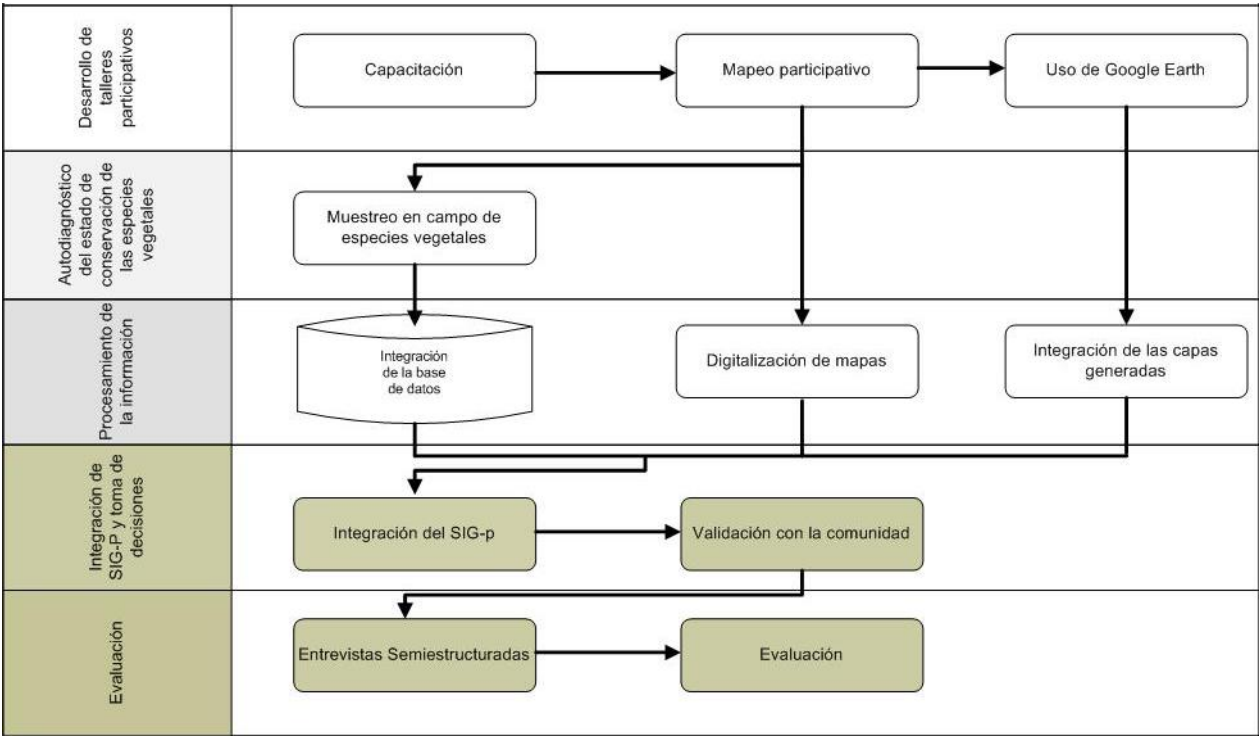 Desarrollo de
talleres
participativos
Capacitación
Mapeo participativo
Uso de Google Earth
Autodiagnóstico
del estado de
conservación de
las especies
vegetales
Muestreo en campo de
especies vegetales
Procesamiento de
la información
Integración
de la base
de datos
Digitalización de mapas
Integración de las capas
generadas
Integración de
SIG-P y toma de
decisiones
Integración del SIG-p
Validación con la comunidad
Evaluación
Entrevistas Semiestructuradas
Evaluación